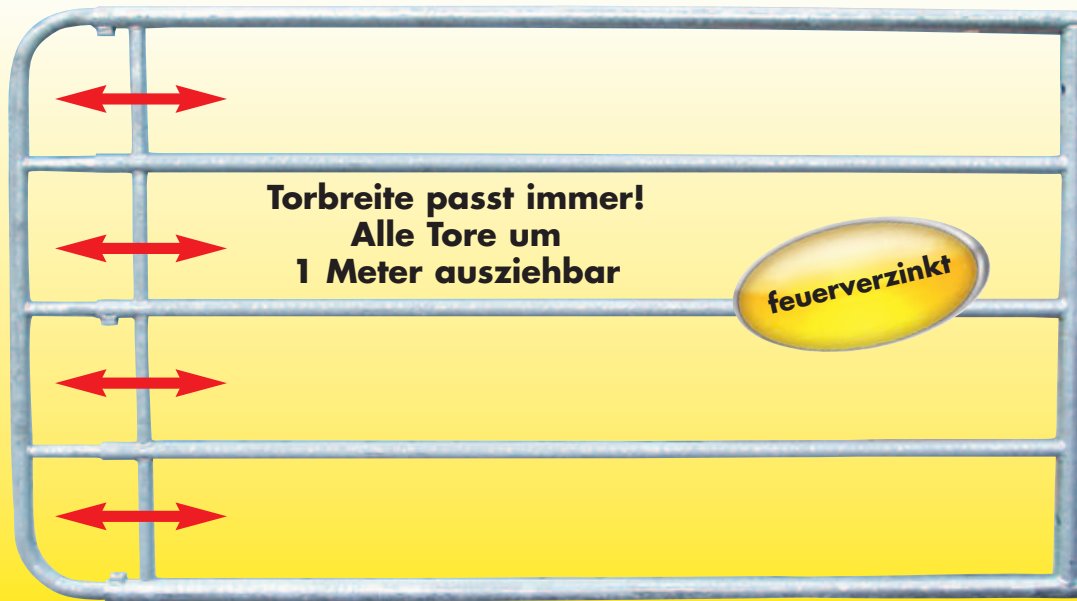 Torbreite passt immer!
Alle Tore um
1 Meter ausziehbar
feuerverzinkt